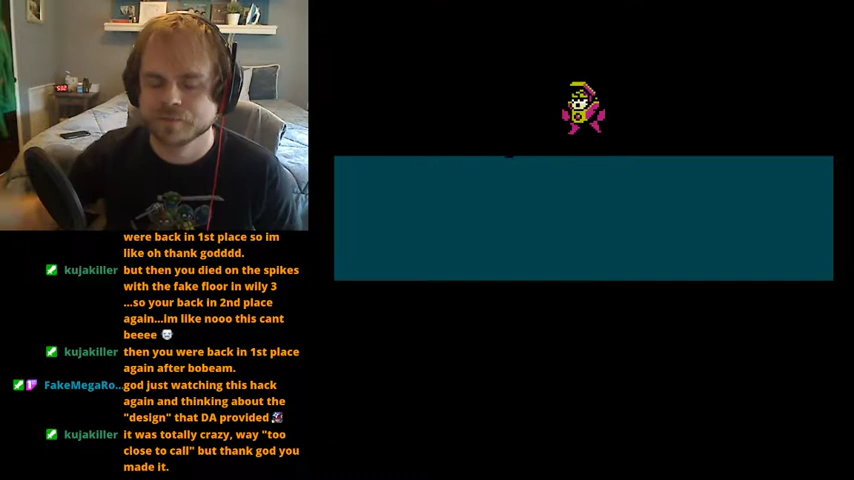 were back in 1st place so im
like oh thank godddd.
kujakiller but then you died on the spikes
with the fake floor in wily 3
...so your back in 2nd place
again...im like nooo this cant
beeee
kujakiller then you were back in 1st place
again after bobeam.
FakeMegaRo... god just watching this hack
again and thinking about the
"design" that DA provided
kujakiller it was totally crazy, way "too
close to call" but thank god you
made it.